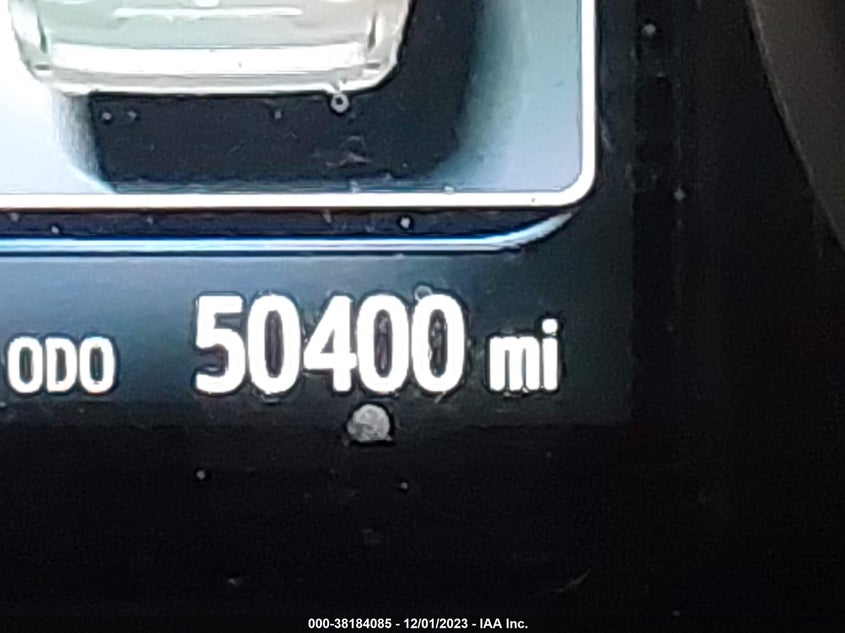 ODO 50400 mi
000-38184085 - 12/01/2023 - IAA Inc.